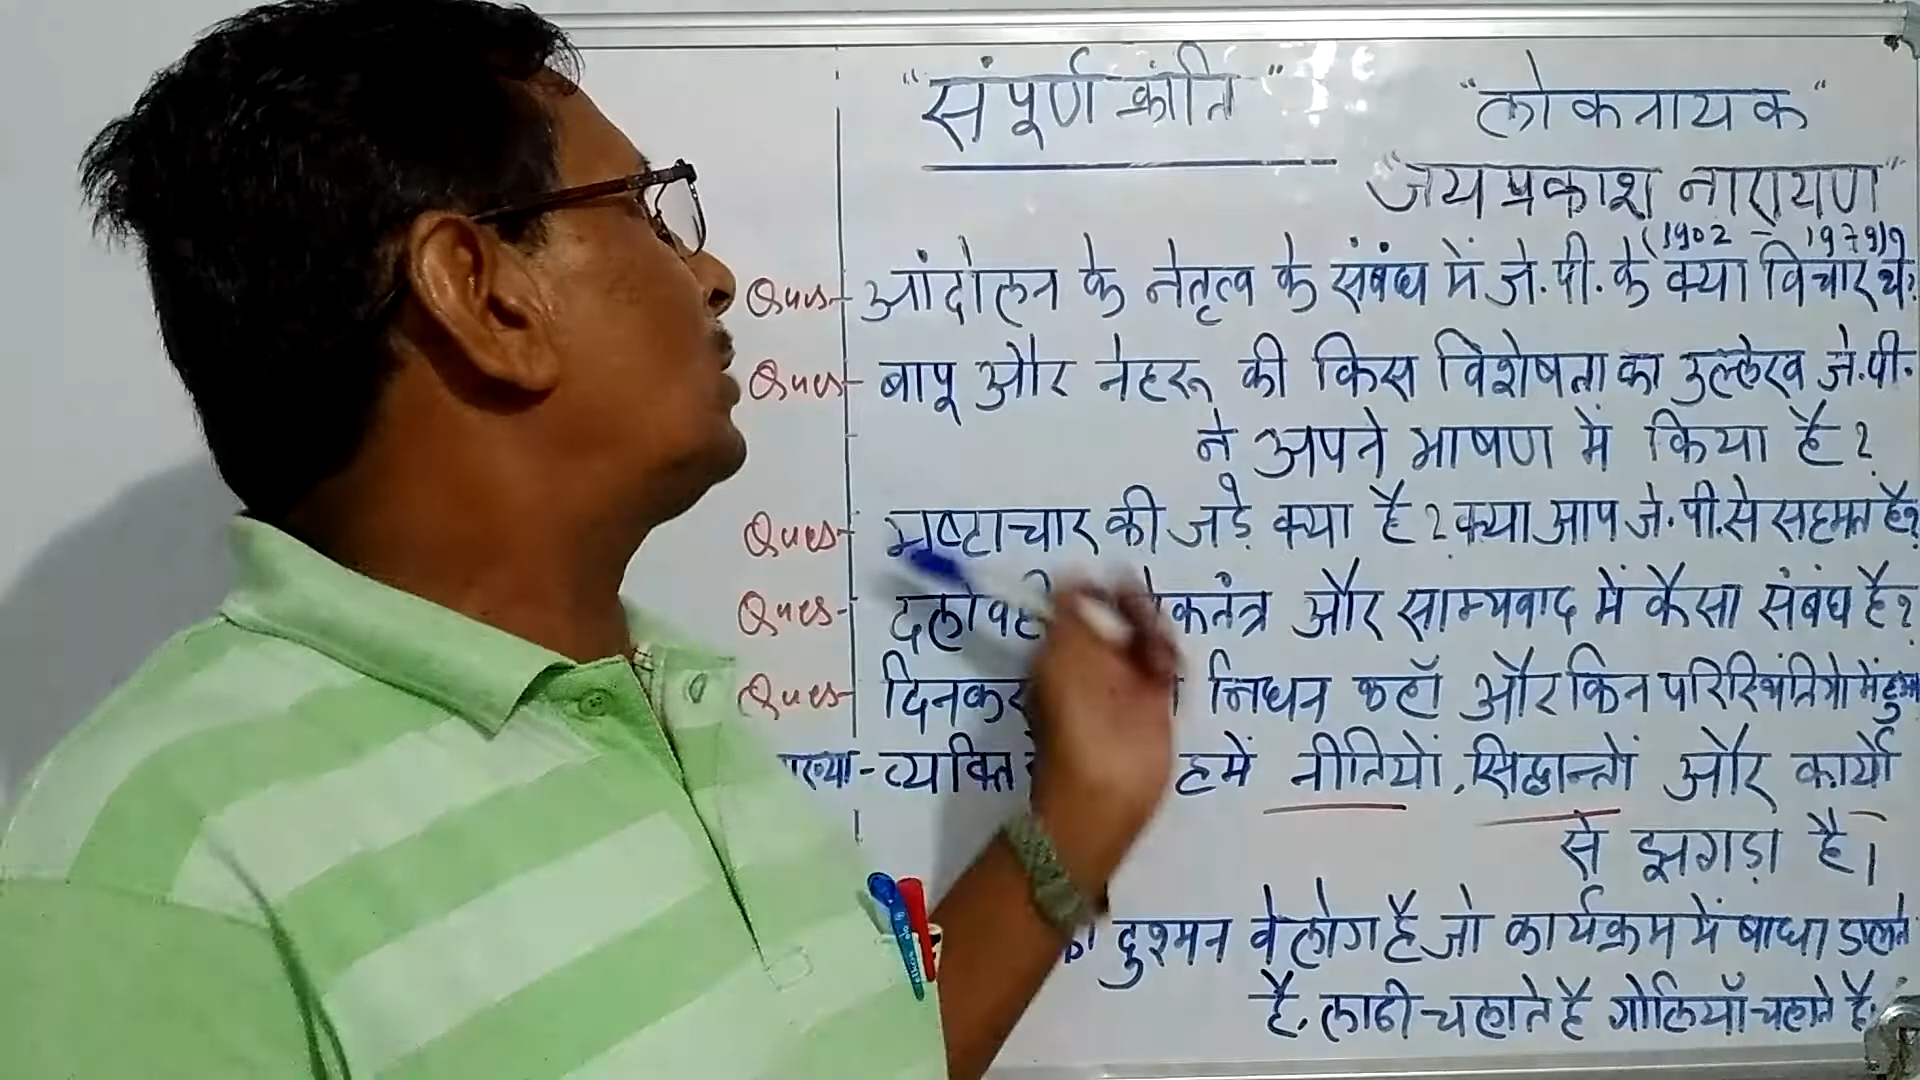 "संपूर्ण क्रांति"
"लोकनायक"
"जयप्रकाश नारायण"
(1902 - 1979)
Ques- आंदोलन के नेतृत्व के संबंध में जे.पी. के क्या विचार थे?
Ques- बापू और नेहरू की किस विशेषता का उल्लेख जे.पी.
ने अपने भाषण में किया है?
Ques- भ्रष्टाचार की जड़े क्या है? क्या आप जे.पी.से सहमत है?
Ques- और साम्यवाद में कैसा संबंध है?
Ques- निधन कहाँ और किन परिस्थितियो में हुआ
व्यक्ति हमें नीतियों, सिद्धान्तों और कार्यों
से झगड़ा है।
दुश्मन वे लोग है जो कार्यक्रम में बाधा डालते
है, लाठी चलाते है गोलियाँ चलाते है।